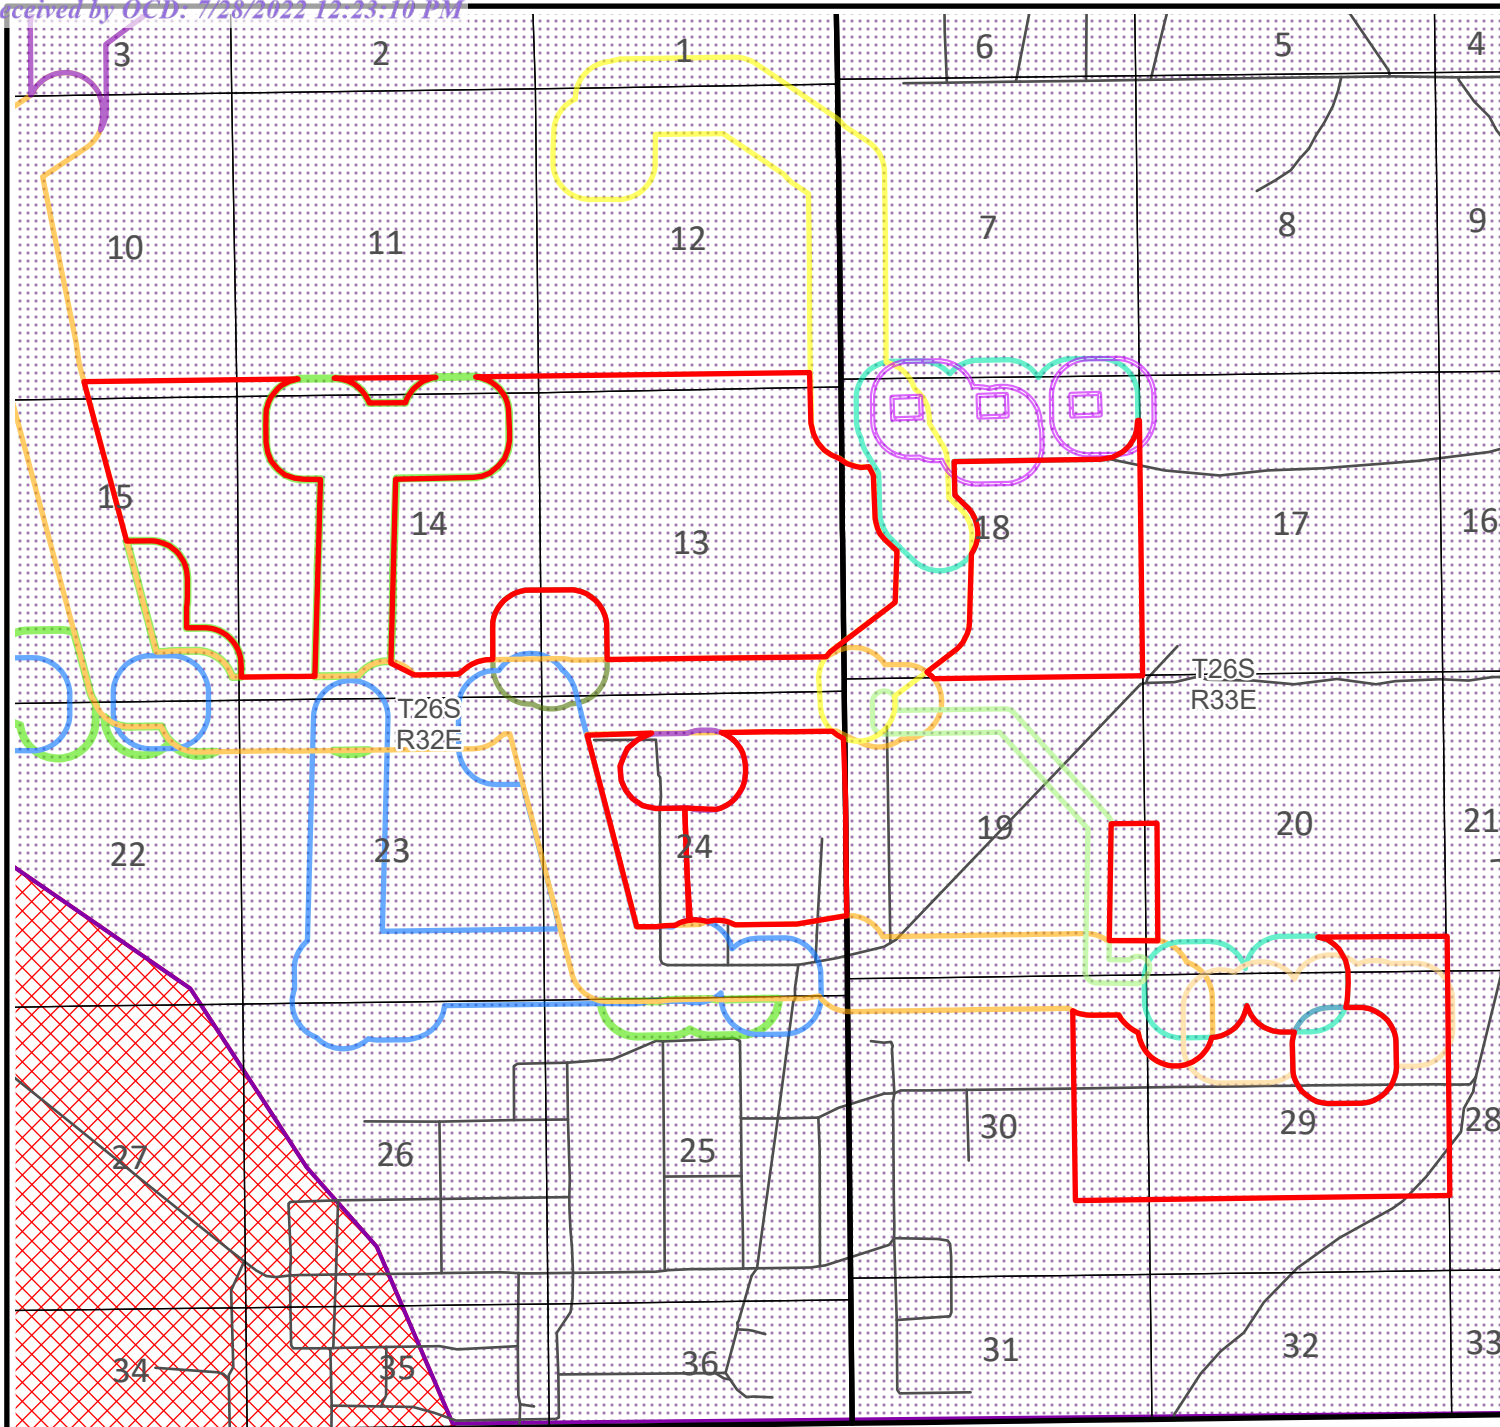 eceived by OCD: 7/28/2022 12:23:10 PM
3 2 1 6 5 4
10 11 12 7 8 9
15 14 13 18 17 16
T26S
R32E
T26S
R33E
22 23 24 19 20 21
27 26 25 30 29 28
34 35 36 31 32 33